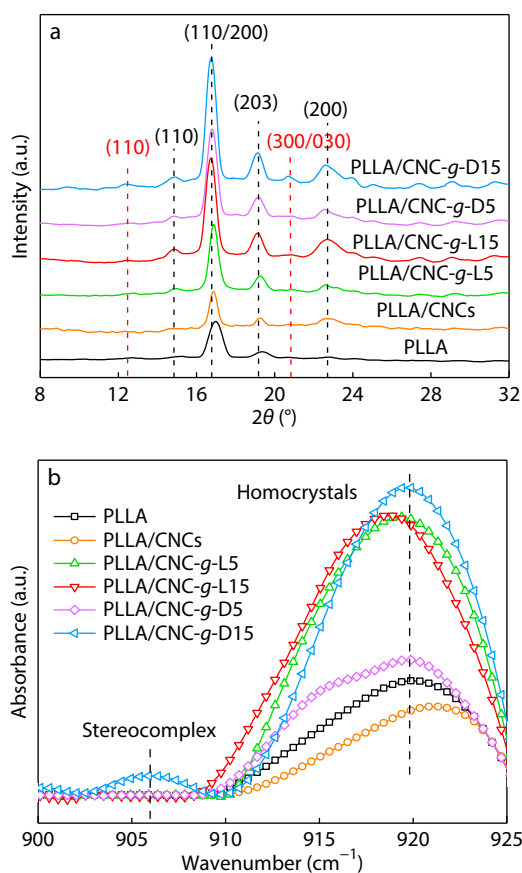 a
(110/200)
(203)
(200)
(110)
(110)
(300/030)
PLLA/CNC-g-D15
PLLA/CNC-g-D5
PLLA/CNC-g-L15
PLLA/CNC-g-L5
PLLA/CNCs
PLLA
Intensity (a.u.)
8 12 16 20 24 28 32
2θ (°)
b
Homocrystals
PLLA
PLLA/CNCs
PLLA/CNC-g-L5
PLLA/CNC-g-L15
PLLA/CNC-g-D5
PLLA/CNC-g-D15
Stereocomplex
Absorbance (a.u.)
900 905 910 915 920 925
Wavenumber (cm⁻¹)